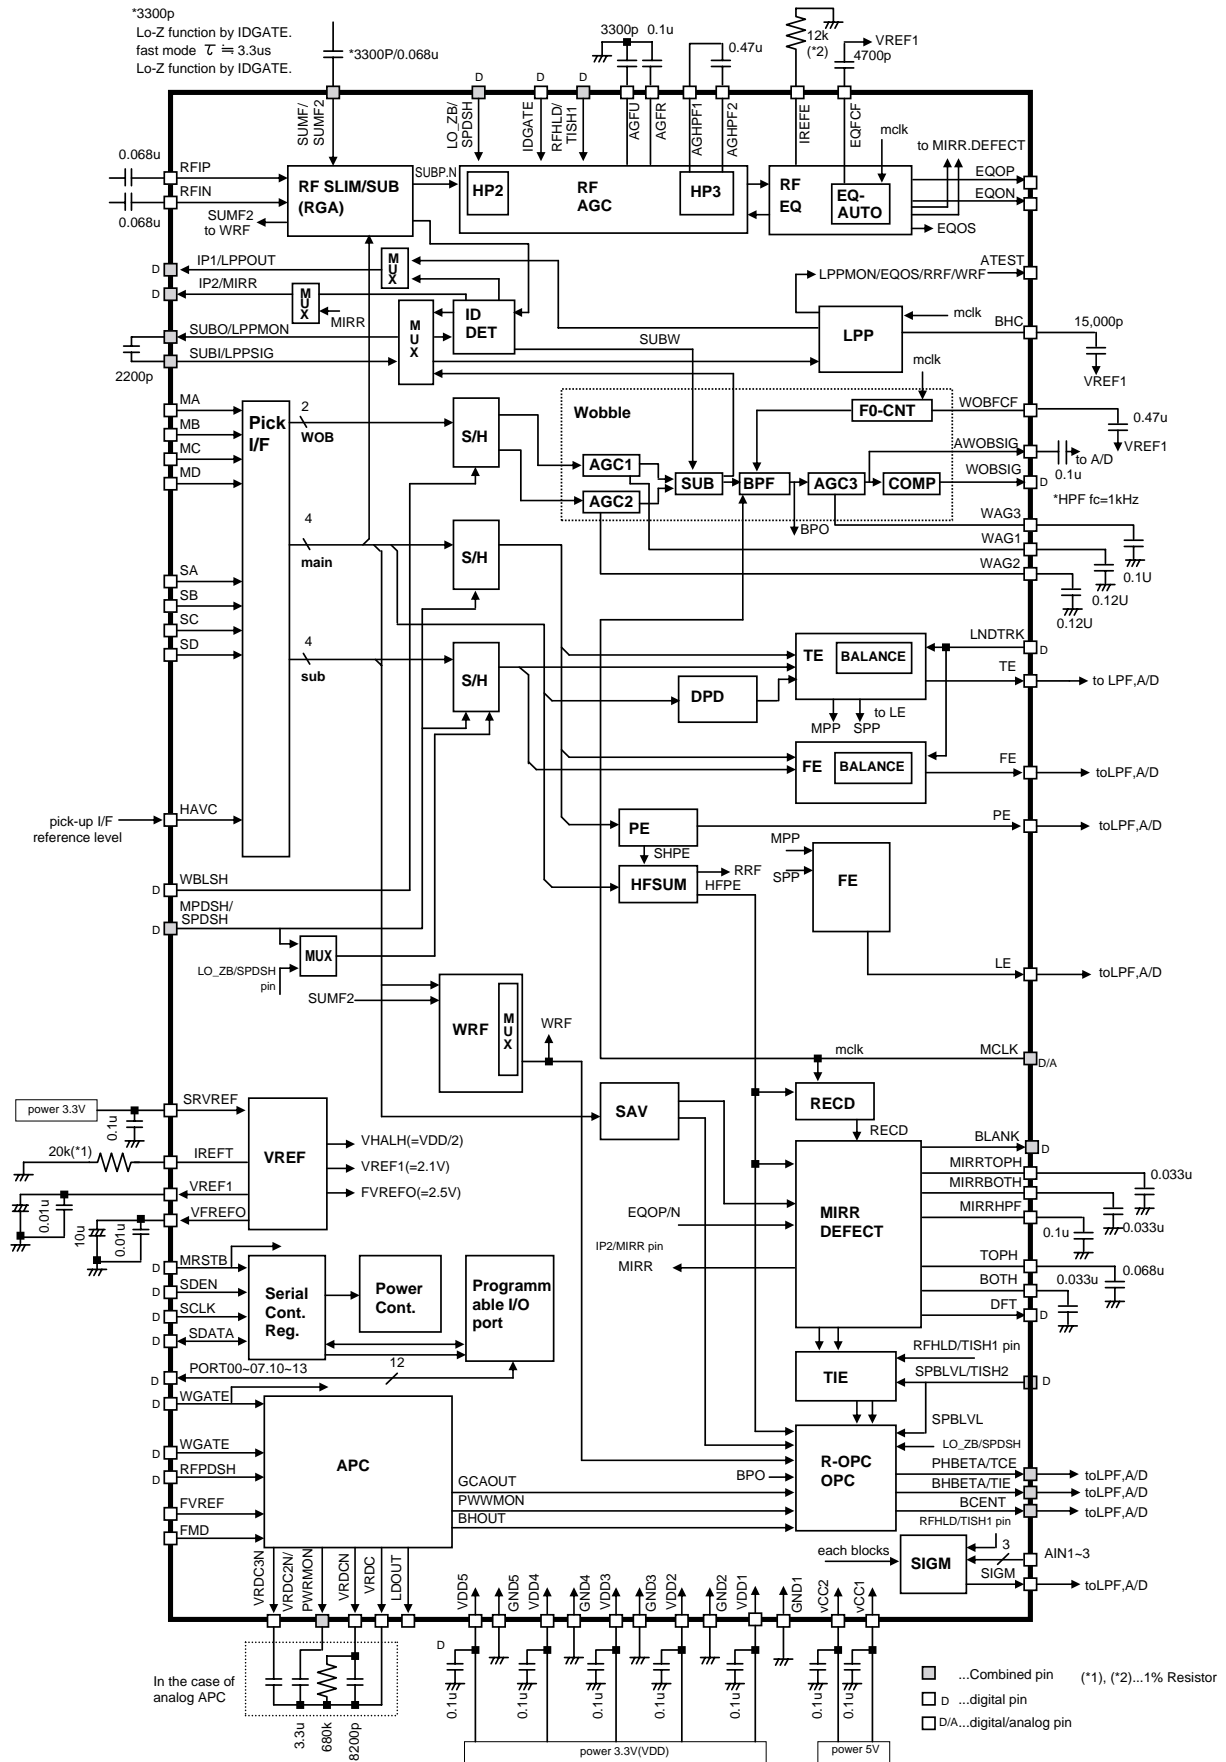 *3300p
Lo-Z function by IDGATE.
fast mode τ ≒ 3.3us
Lo-Z function by IDGATE.
*3300P/0.068u
3300p
0.1u
0.47u
12k
(*2)
VREF1
4700p
D
D
D
SUMF/
SUMF2
LO_ZB/
SPDSH
IDGATE
RFHLD/
TISH1
AGFU
AGFR
AGHPF1
AGHPF2
IREFE
EQFCF
mclk
to MIRR.DEFECT
0.068u
RFIP
RFIN
0.068u
RF SLIM/SUB
(RGA)
SUBP.N
HP2
RF
AGC
HP3
RF
EQ
EQ-
AUTO
EQOP
EQON
EQOS
SUMF2
to WRF
D
IP1/LPPOUT
D
IP2/MIRR
MUX
MUX
MIRR
MUX
ID
DET
SUBO/LPPMON
SUBI/LPPSIG
2200p
SUBW
LPPMON/EQOS/RRF/WRF
ATEST
LPP
mclk
BHC
15,000p
VREF1
mclk
MA
MB
MC
MD
Pick
I/F
2
WOB
S/H
Wobble
F0-CNT
WOBFCF
0.47u
VREF1
AGC1
AGC2
SUB
BPF
AGC3
COMP
BPO
AWOBSIG
to A/D
0.1u
WOBSIG
D
*HPF fc=1kHz
WAG3
WAG1
WAG2
0.1U
0.12U
0.12U
4
main
S/H
SA
SB
SC
SD
4
sub
S/H
LNDTRK
D
TE
BALANCE
TE
to LPF,A/D
DPD
MPP
SPP
to LE
FE
BALANCE
FE
toLPF,A/D
pick-up I/F
reference level
HAVC
PE
PE
toLPF,A/D
SHPE
HFSUM
RRF
HFPE
MPP
SPP
FE
D
WBLSH
MPDSH/
SPDSH
D
MUX
LO_ZB/SPDSH
pin
LE
toLPF,A/D
SUMF2
WRF
MUX
WRF
mclk
MCLK
D/A
power 3.3V
SRVREF
0.1u
20k(*1)
IREFT
VREF
VHALH(=VDD/2)
VREF1(=2.1V)
FVREFO(=2.5V)
VREF1
VFREFO
0.01u
10u
0.01u
SAV
RECD
RECD
BLANK
D
MIRRTOPH
0.033u
MIRRBOTH
0.033u
MIRRHPF
0.1u
MIRR
DEFECT
EQOP/N
IP2/MIRR pin
MIRR
TOPH
0.068u
BOTH
0.033u
DFT
D
D
MRSTB
D
SDEN
D
SCLK
D
SDATA
Serial
Cont.
Reg.
Power
Cont.
Programm
able I/O
port
D
PORT00~07.10~13
12
D
WGATE
D
WGATE
D
RFPDSH
FVREF
FMD
APC
GCAOUT
PWWMON
BHOUT
TIE
RFHLD/TISH1 pin
SPBLVL/TISH2
D
SPBLVL
LO_ZB/SPDSH
BPO
R-OPC
OPC
PHBETA/TCE
toLPF,A/D
BHBETA/TIE
toLPF,A/D
BCENT
toLPF,A/D
RFHLD/TISH1 pin
each blocks
SIGM
3
AIN1~3
SIGM
toLPF,A/D
VRDC3N
VRDC2N/
PWRMON
VRDCN
VRDC
LDOUT
VDD5
GND5
VDD4
GND4
VDD3
GND3
VDD2
GND2
VDD1
GND1
vCC2
vCC1
In the case of
analog APC
3.3u
680k
8200p
D
0.1u
0.1u
0.1u
0.1u
0.1u
0.1u
0.1u
power 3.3V(VDD)
power 5V
...Combined pin
(*1), (*2)...1% Resistor
D ...digital pin
D/A...digital/analog pin